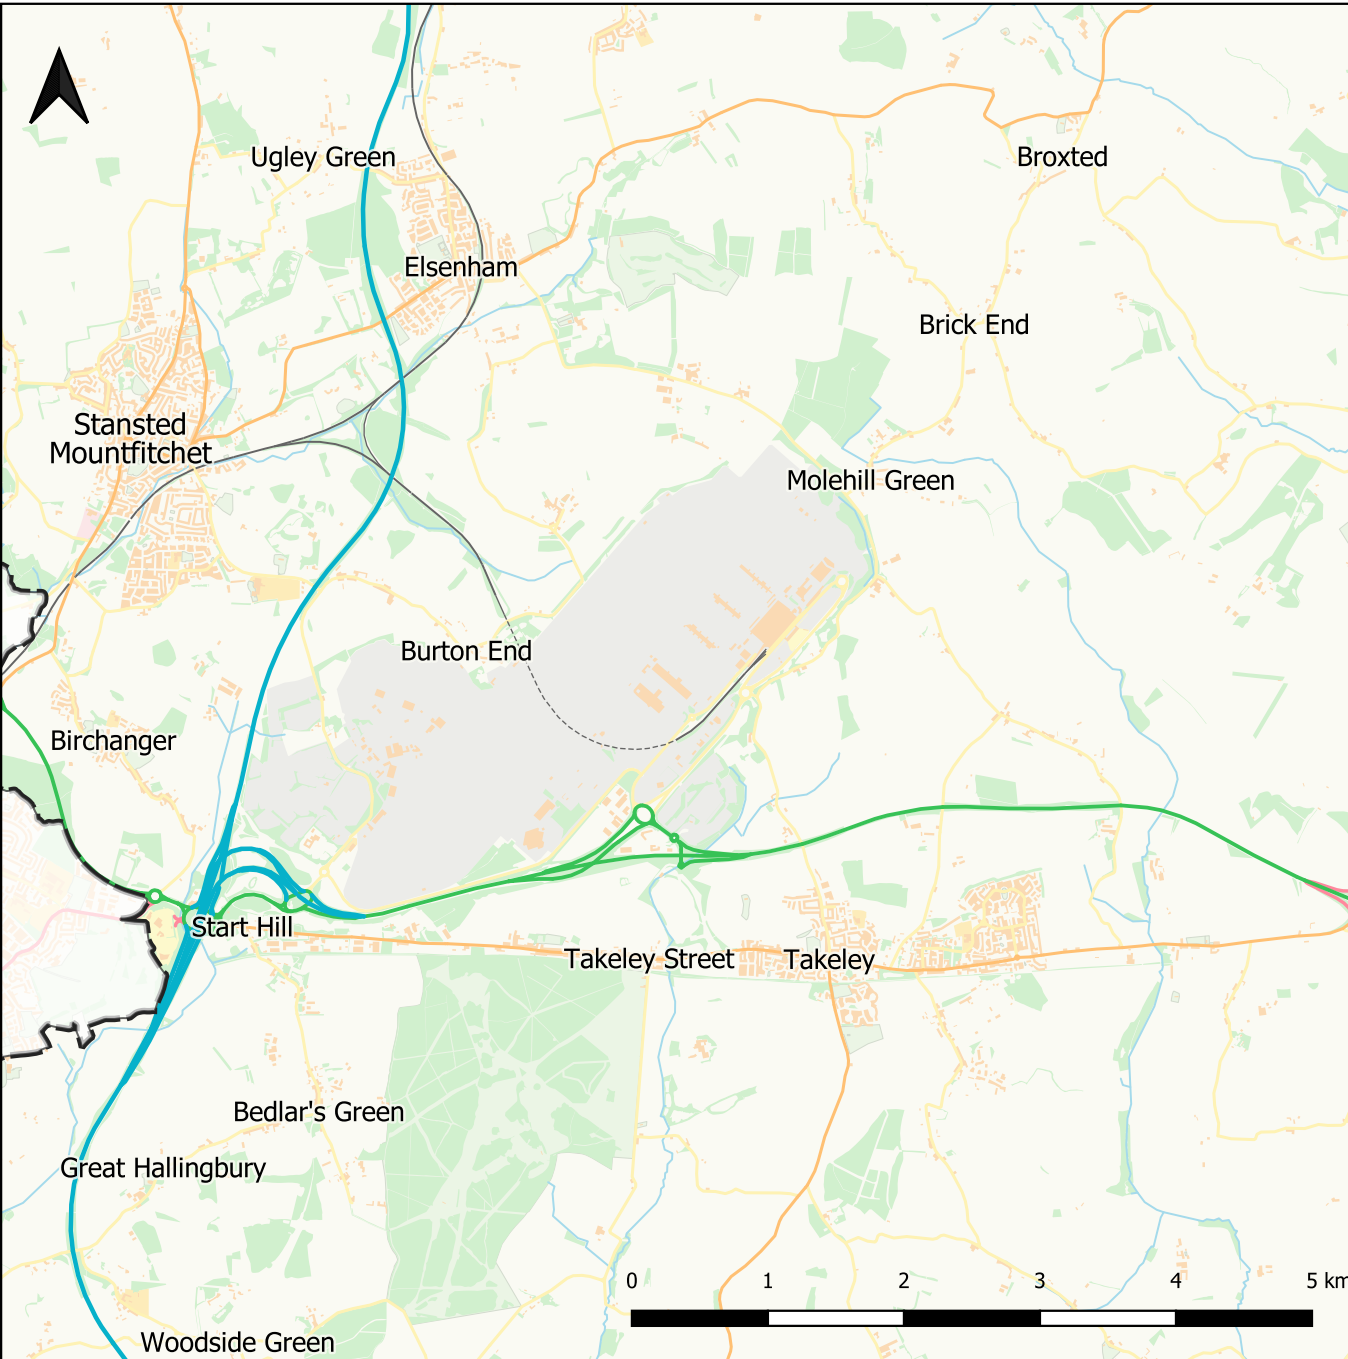 Ugley Green
Broxted
Elsenham
Brick End
Stansted
Mountfitchet
Molehill Green
Burton End
Birchanger
Start Hill
Takeley Street
Takeley
Bedlar's Green
Great Hallingbury
0 1 2 3 4 5 km
Woodside Green